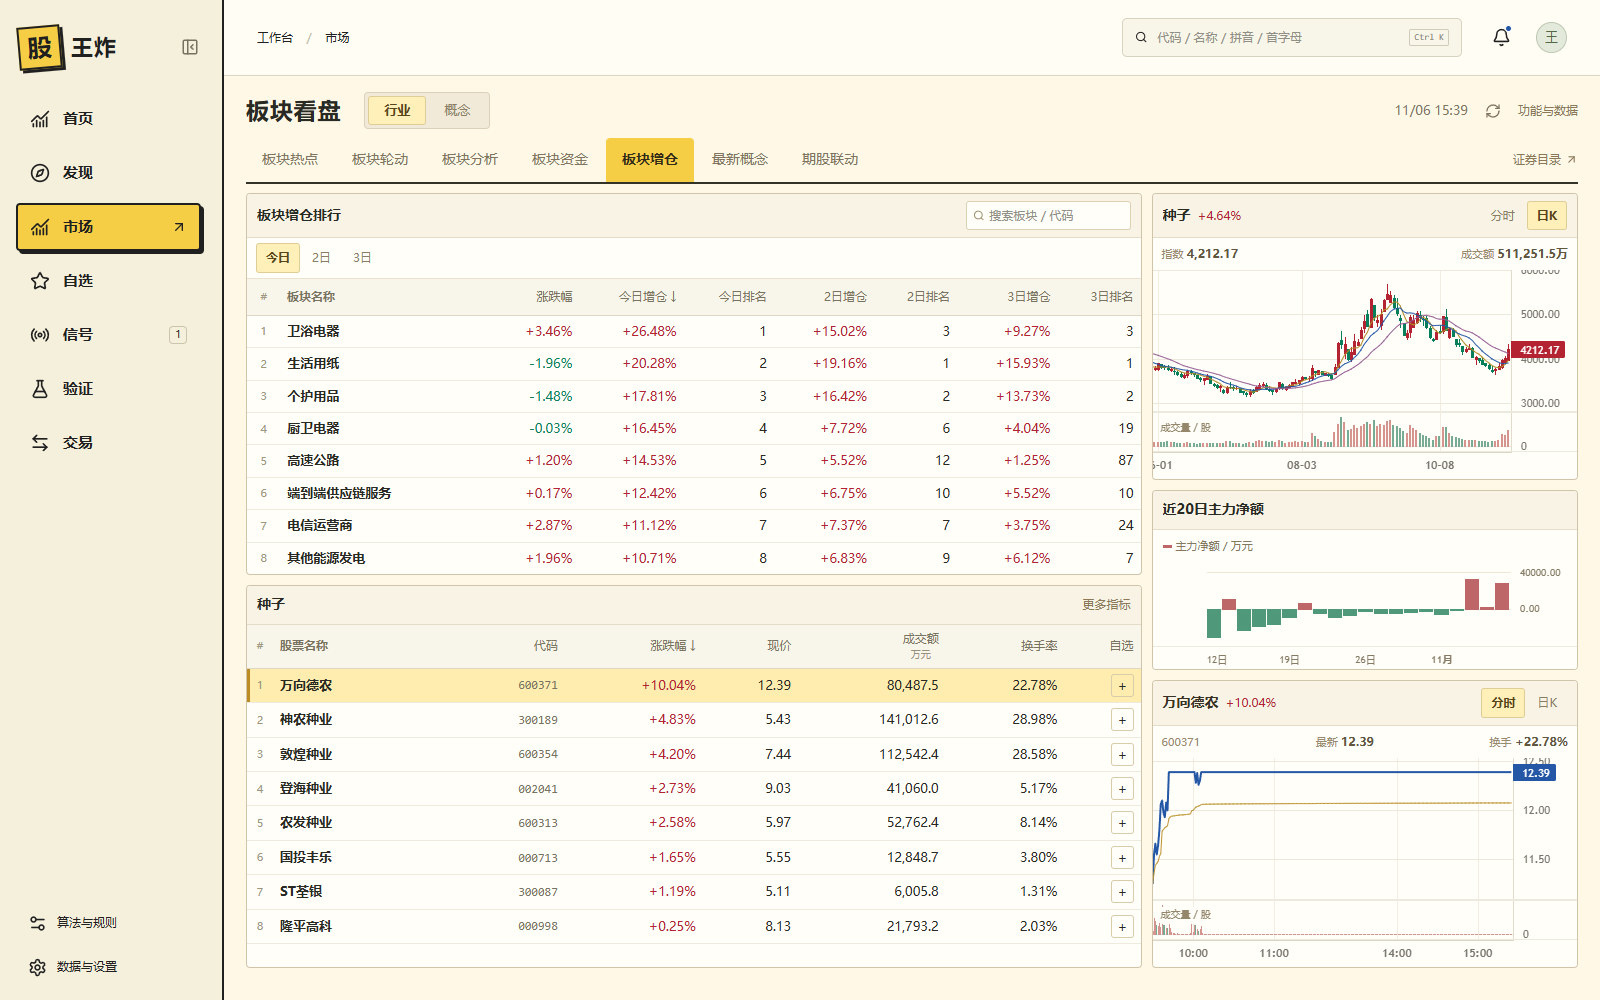 股 王炸
首页
发现
市场
自选
信号 1
验证
交易
算法与规则
数据与设置
工作台 / 市场
代码 / 名称 / 拼音 / 首字母 Ctrl K
王
板块看盘 行业 概念
11/06 15:39 功能与数据
板块热点 板块轮动 板块分析 板块资金 板块增仓 最新概念 期股联动
证券目录
板块增仓排行 搜索板块 / 代码
今日 2日 3日
# 板块名称 涨跌幅 今日增仓↓ 今日排名 2日增仓 2日排名 3日增仓 3日排名
1 卫浴电器 +3.46% +26.48% 1 +15.02% 3 +9.27% 3
2 生活用纸 -1.96% +20.28% 2 +19.16% 1 +15.93% 1
3 个护用品 -1.48% +17.81% 3 +16.42% 2 +13.73% 2
4 厨卫电器 -0.03% +16.45% 4 +7.72% 6 +4.04% 19
5 高速公路 +1.20% +14.53% 5 +5.52% 12 +1.25% 87
6 端到端供应链服务 +0.17% +12.42% 6 +6.75% 10 +5.52% 10
7 电信运营商 +2.87% +11.12% 7 +7.37% 7 +3.75% 24
8 其他能源发电 +1.96% +10.71% 8 +6.83% 9 +6.12% 7
种子 更多指标
# 股票名称 代码 涨跌幅↓ 现价 成交额 换手率 自选
万元
1 万向德农 600371 +10.04% 12.39 80,487.5 22.78% +
2 神农种业 300189 +4.83% 5.43 141,012.6 28.98% +
3 敦煌种业 600354 +4.20% 7.44 112,542.4 28.58% +
4 登海种业 002041 +2.73% 9.03 41,060.0 5.17% +
5 农发种业 600313 +2.58% 5.97 52,762.4 8.14% +
6 国投丰乐 000713 +1.65% 5.55 12,848.7 3.80% +
7 ST荃银 300087 +1.19% 5.11 6,005.8 1.31% +
8 隆平高科 000998 +0.25% 8.13 21,793.2 2.03% +
种子 +4.64% 分时 日K
指数 4,212.17 成交额 511,251.5万
6000.00
5000.00
4212.17
4000.00
3000.00
成交量 / 股
0
6-01 08-03 10-08
近20日主力净额
主力净额 / 万元
40000.00
0.00
12日 19日 26日 11月
万向德农 +10.04% 分时 日K
600371 最新 12.39 换手 +22.78%
12.50
12.39
12.00
11.50
成交量 / 股
0
10:00 11:00 14:00 15:00